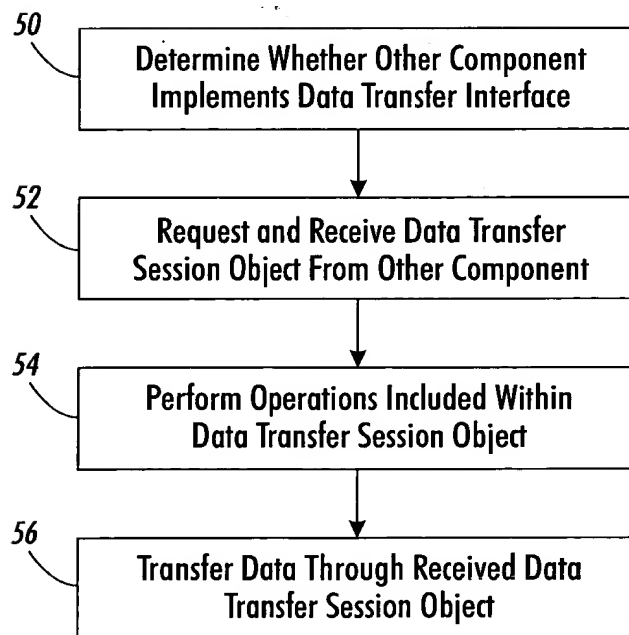 50
Determine Whether Other Component
Implements Data Transfer Interface
52
Request and Receive Data Transfer
Session Object From Other Component
54
Perform Operations Included Within
Data Transfer Session Object
56
Transfer Data Through Received Data
Transfer Session Object